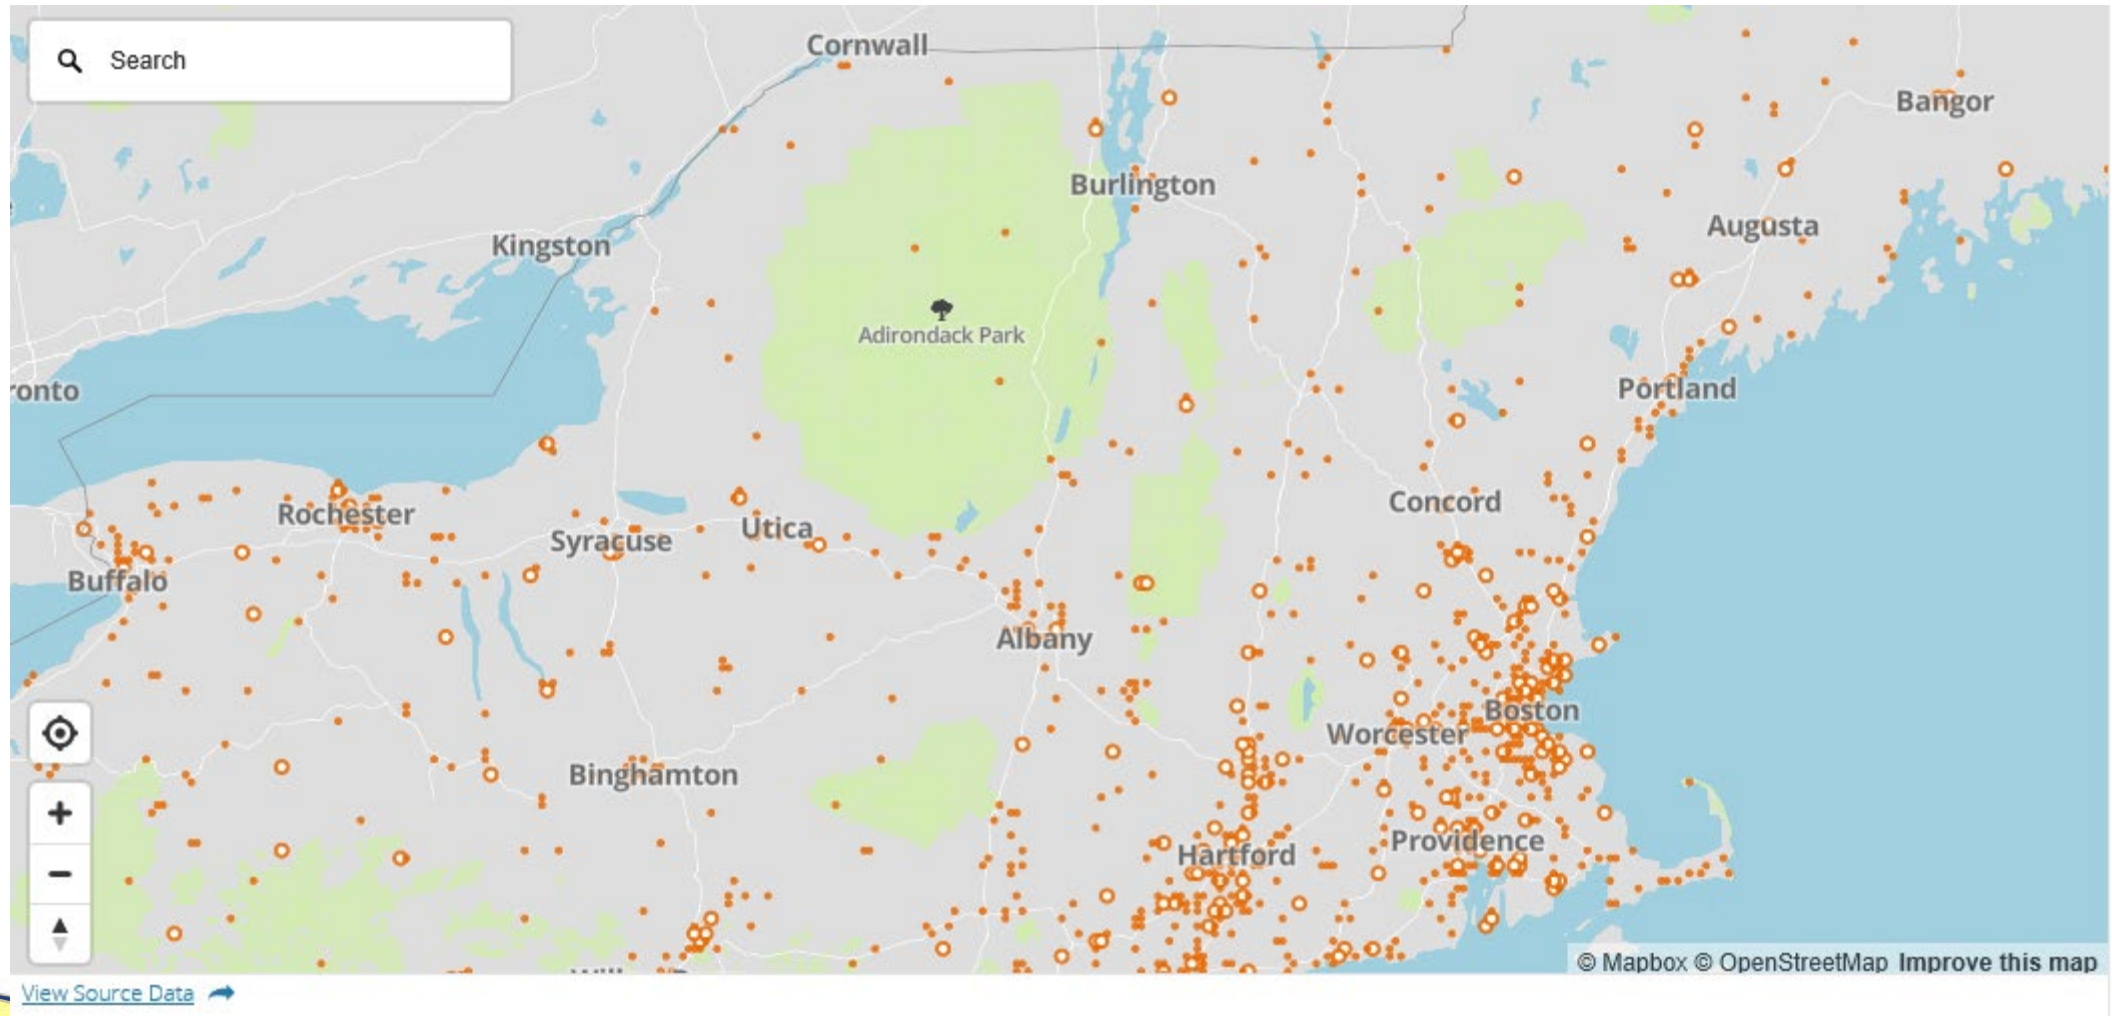 Search
Cornwall
Bangor
Burlington
Augusta
Kingston
Adirondack Park
ronto
Portland
Concord
Rochester
Utica
Syracuse
Buffalo
Albany
Boston
Worcester
Binghamton
Providence
Hartford
© Mapbox © OpenStreetMap Improve this map
View Source Data